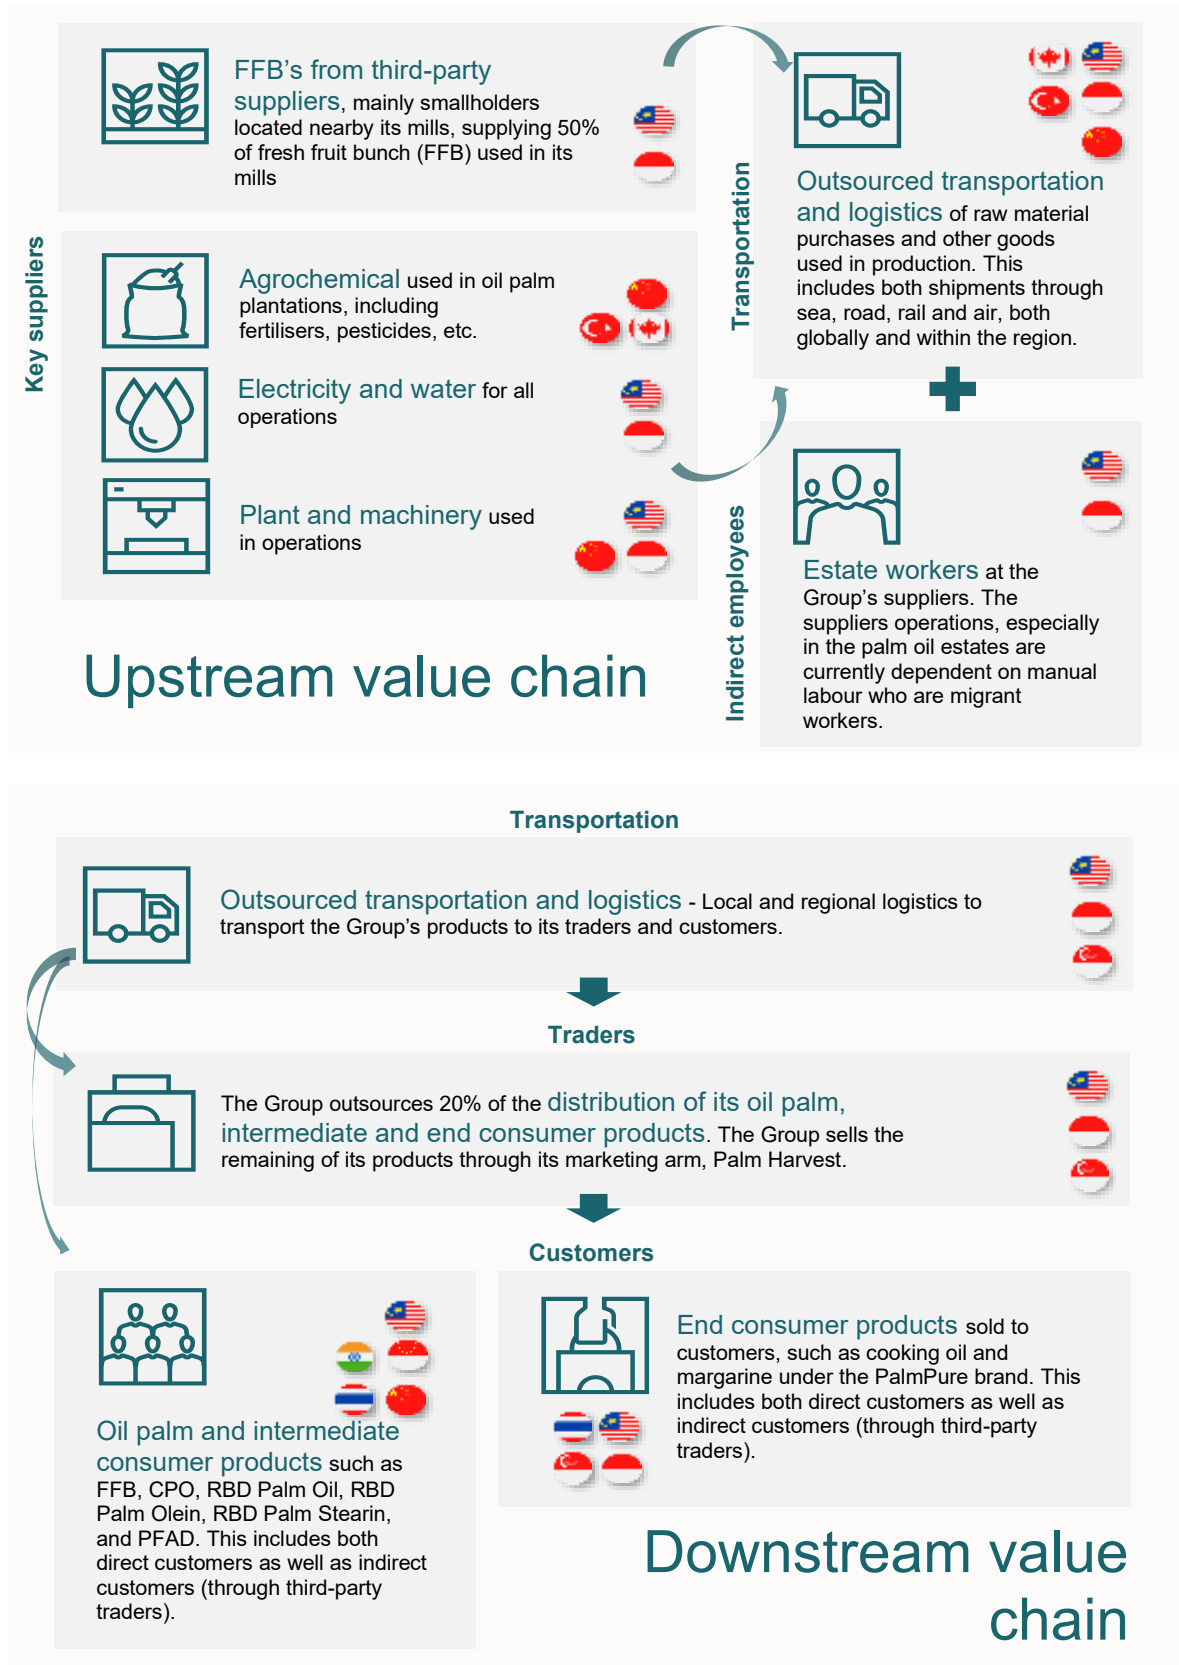 Key suppliers
FFB's from third-party
suppliers, mainly smallholders
located nearby its mills, supplying 50%
of fresh fruit bunch (FFB) used in its
mills
Agrochemical used in oil palm
plantations, including
fertilisers, pesticides, etc.
Electricity and water for all
operations
Plant and machinery used
in operations
Transportation
Outsourced transportation
and logistics of raw material
purchases and other goods
used in production. This
includes both shipments through
sea, road, rail and air, both
globally and within the region.
Indirect employees
Estate workers at the
Group's suppliers. The
suppliers operations, especially
in the palm oil estates are
currently dependent on manual
labour who are migrant
workers.
Upstream value chain
Transportation
Outsourced transportation and logistics - Local and regional logistics to
transport the Group's products to its traders and customers.
Traders
The Group outsources 20% of the distribution of its oil palm,
intermediate and end consumer products. The Group sells the
remaining of its products through its marketing arm, Palm Harvest.
Customers
Oil palm and intermediate
consumer products such as
FFB, CPO, RBD Palm Oil, RBD
Palm Olein, RBD Palm Stearin,
and PFAD. This includes both
direct customers as well as indirect
customers (through third-party
traders).
End consumer products sold to
customers, such as cooking oil and
margarine under the PalmPure brand. This
includes both direct customers as well as
indirect customers (through third-party
traders).
Downstream value
chain